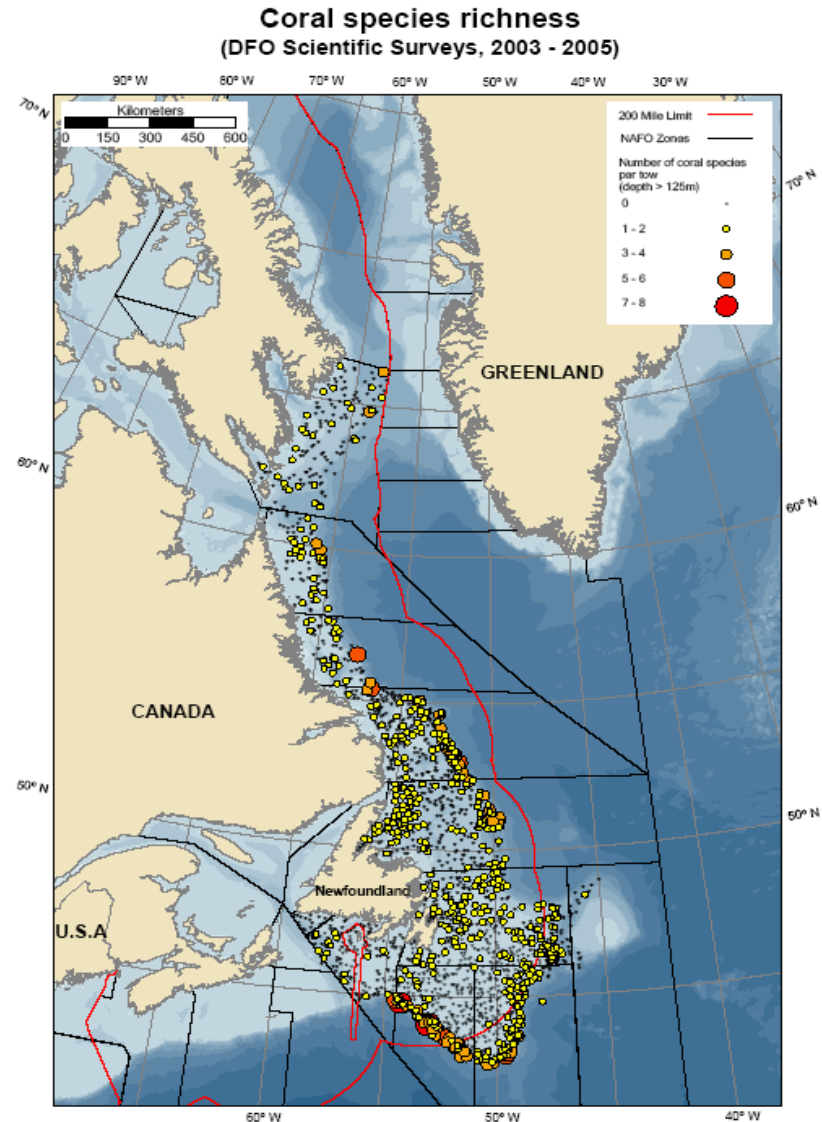 Coral species richness
(DFO Scientific Surveys, 2003 - 2005)
90° W 80° W 70° W 60° W 50° W 40° W 30° W
70° N
Kilometers
0 150 300 450 600
200 Mile Limit
NAFO Zones
Number of coral species
per tow
(depth > 125m)
0
1 - 2
3 - 4
5 - 6
7 - 8
70° N
GREENLAND
60° N
60° N
CANADA
50° N
50° N
Newfoundland
U.S.A
60° W 50° W 40° W